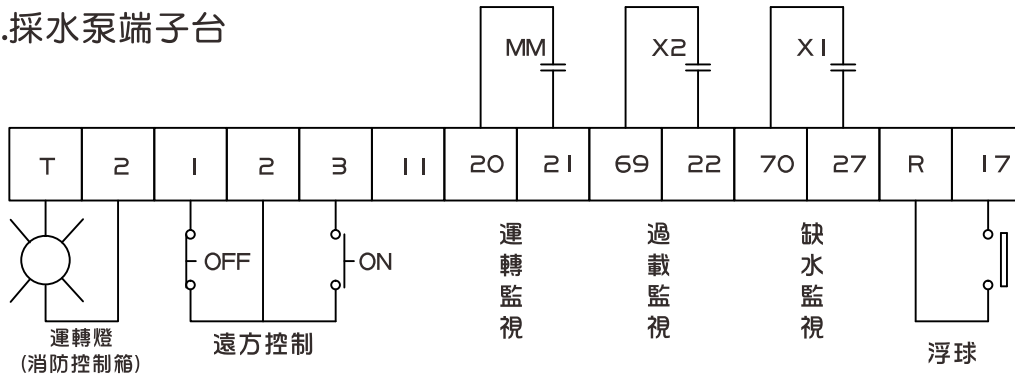 .採水泵端子台
MM X2 X1
T 2 1 2 3 11 20 21 69 22 70 27 R 17
OFF ON
運轉監視
過載監視
缺水監視
運轉燈
(消防控制箱)
遠方控制
浮球